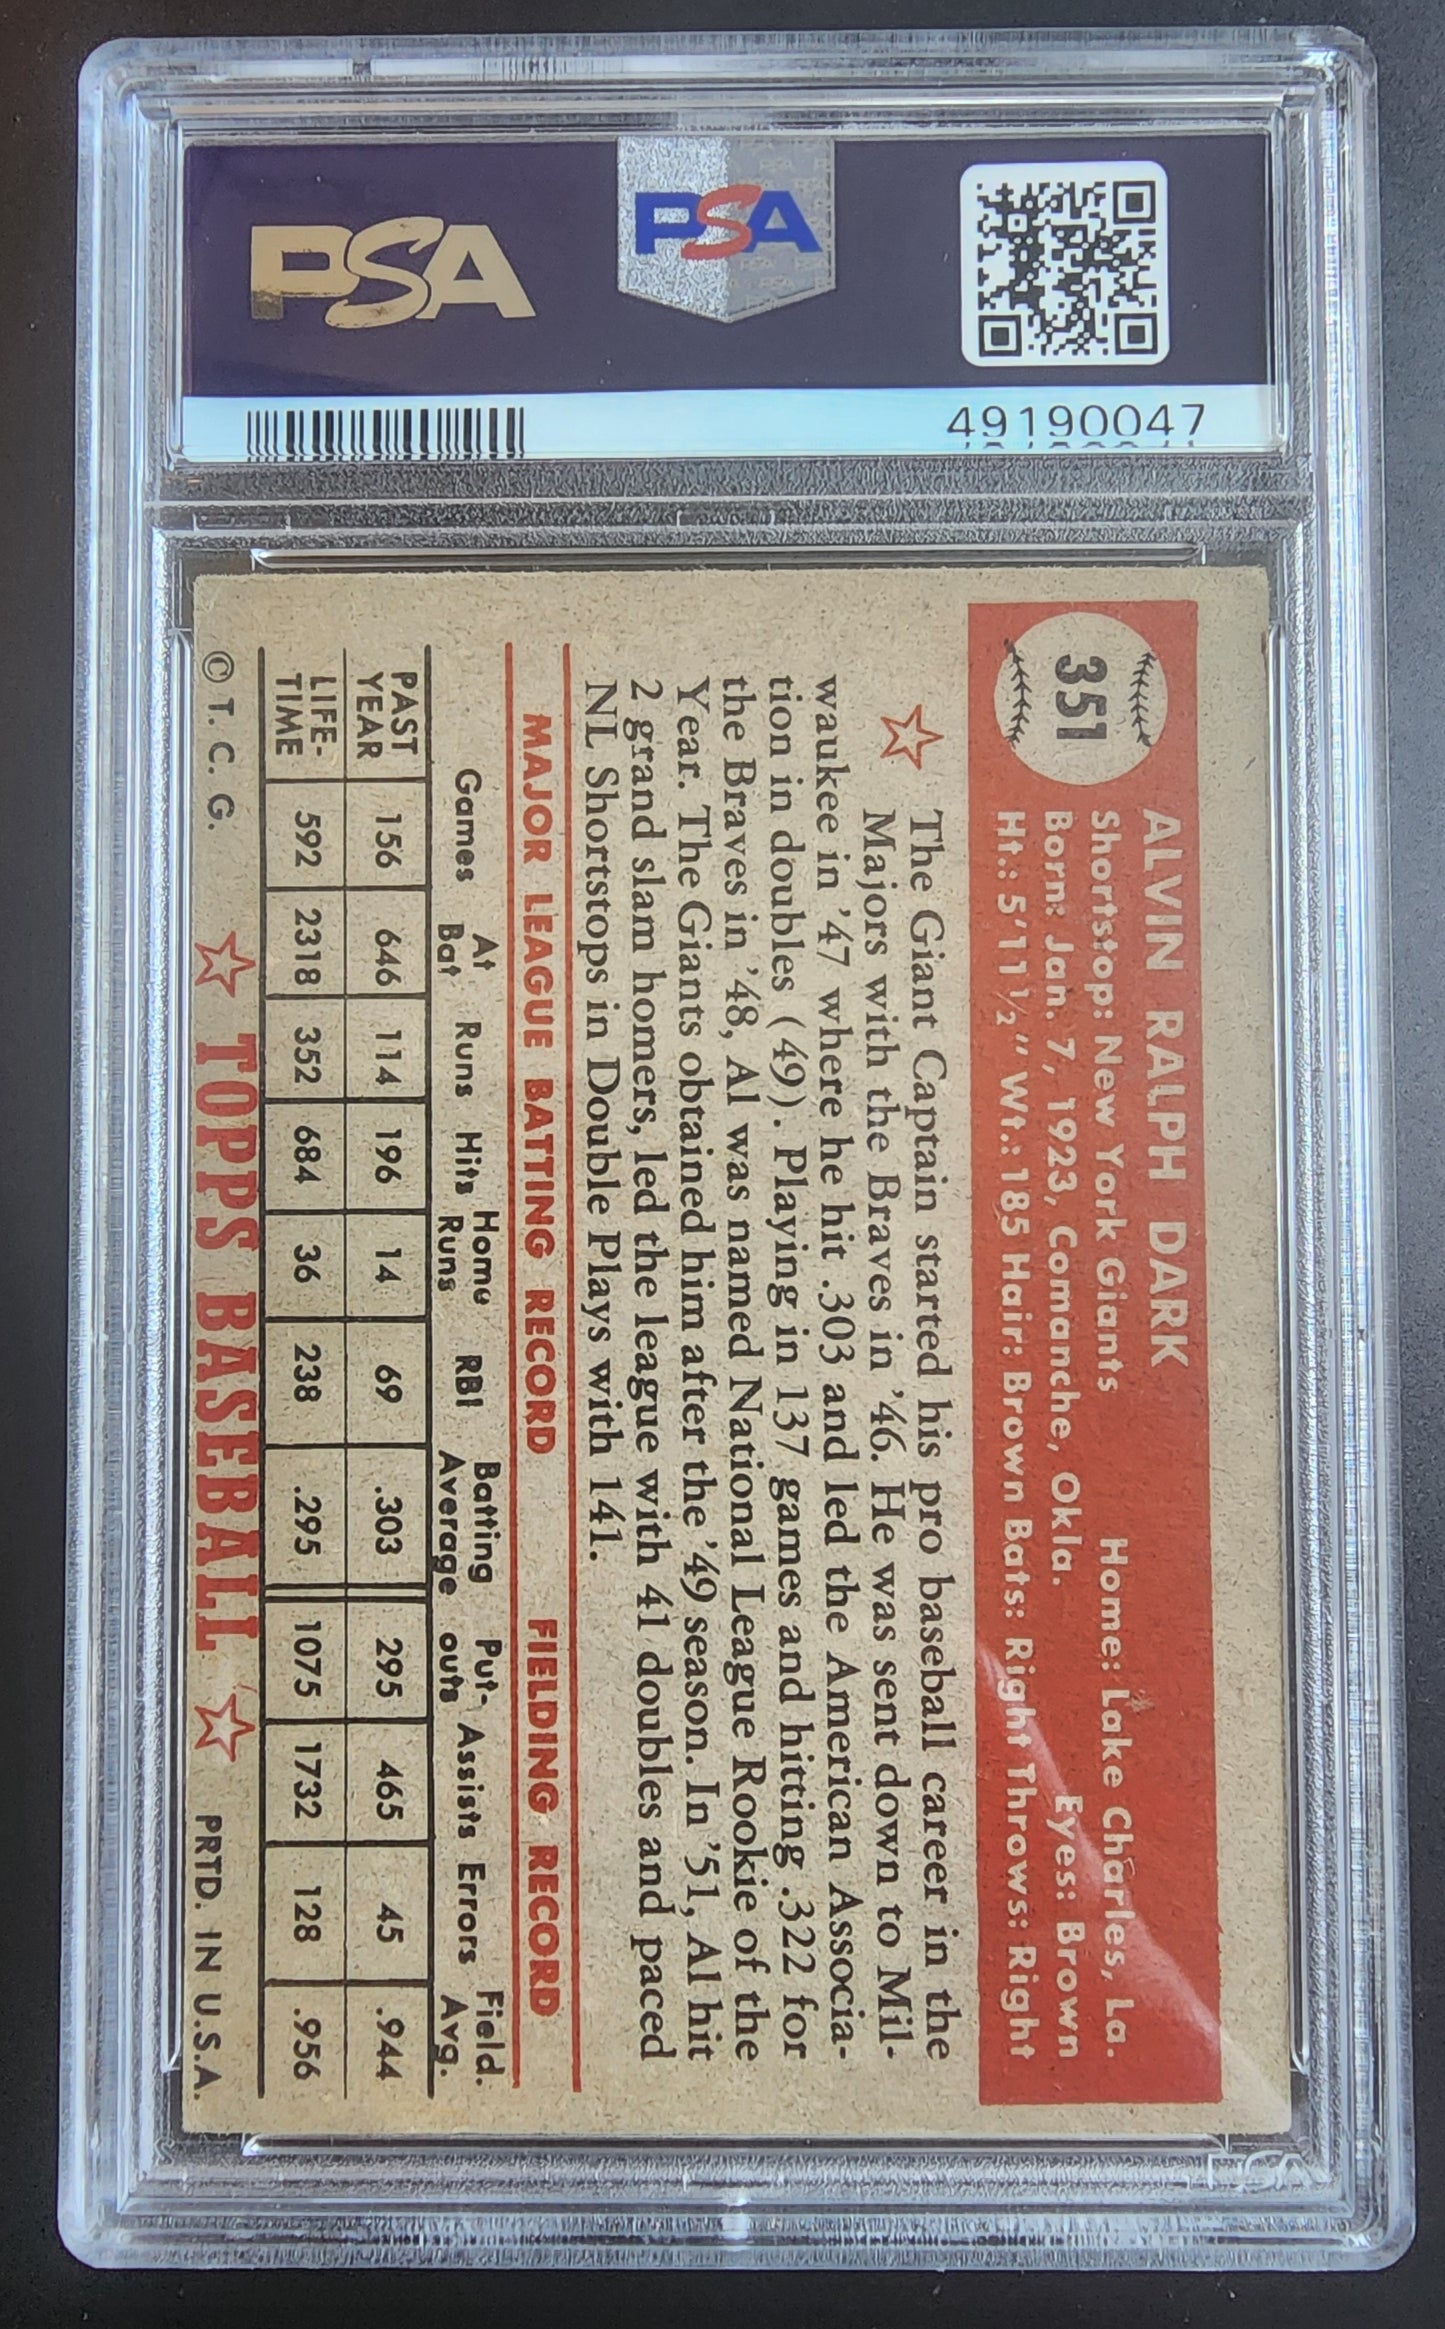 PSA
PSA
49190047
351
ALVIN RALPH DARK
Shortstop: New York Giants Home: Lake Charles, La.
Born: Jan. 7, 1923, Comanche, Okla. Eyes: Brown
Ht.: 5'11½" Wt.: 185 Hair: Brown Bats: Right Throws: Right
The Giant Captain started his pro baseball career in the
Majors with the Braves in '46. He was sent down to Mil-
waukee in '47 where he hit .303 and led the American Associa-
tion in doubles (49). Playing in 137 games and hitting .322 for
the Braves in '48, Al was named National League Rookie of the
Year. The Giants obtained him after the '49 season. In '51, Al hit
2 grand slam homers, led the league with 41 doubles and paced
NL Shortstops in Double Plays with 141.
MAJOR LEAGUE BATTING RECORD FIELDING RECORD
Games At Bat Runs Hits Home Runs RBI Batting Average Put-outs Assists Errors Field. Avg.
PAST YEAR 156 646 114 196 14 69 .303 295 465 45 .944
LIFE-TIME 592 2318 352 684 36 238 .295 1075 1732 128 .956
© T. C. G. TOPPS BASEBALL PRTD. IN U.S.A.
PSA